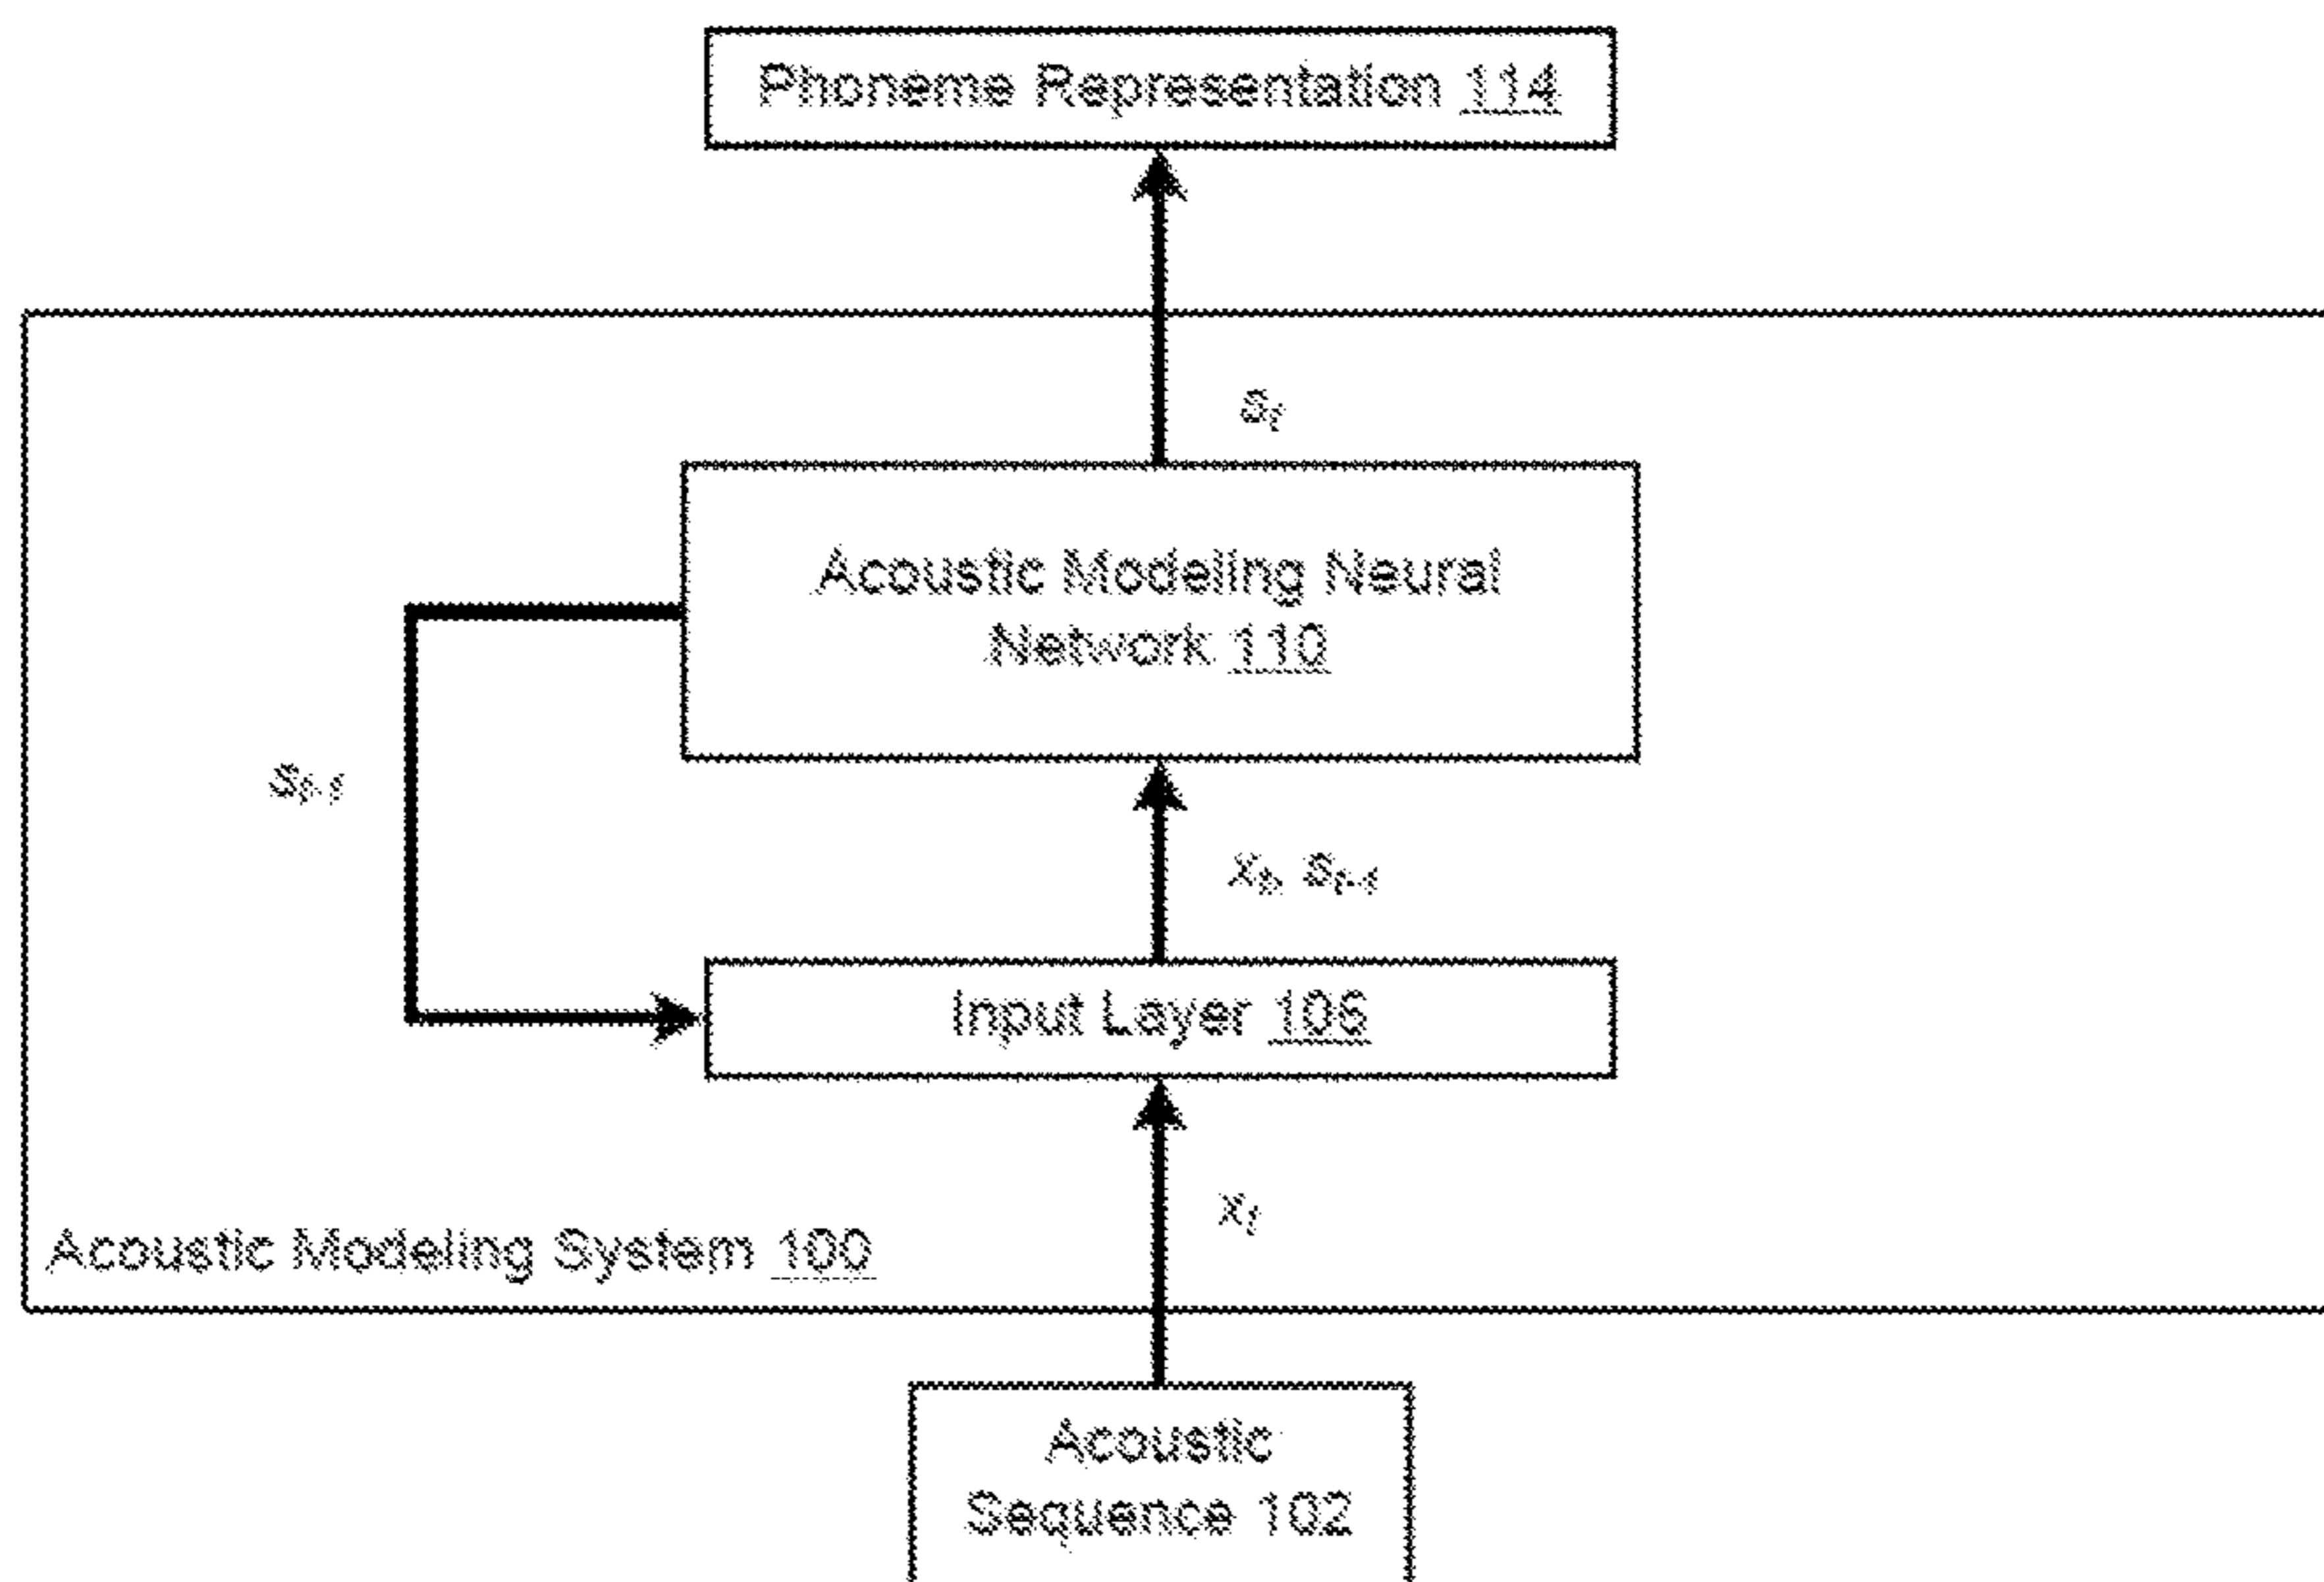 Phoneme Representation 114
sₜ
Acoustic Modeling Neural
Network 110
sₜ₋₁
xₜ, sₜ₋₁
Input Layer 106
xₜ
Acoustic Modeling System 100
Acoustic
Sequence 102